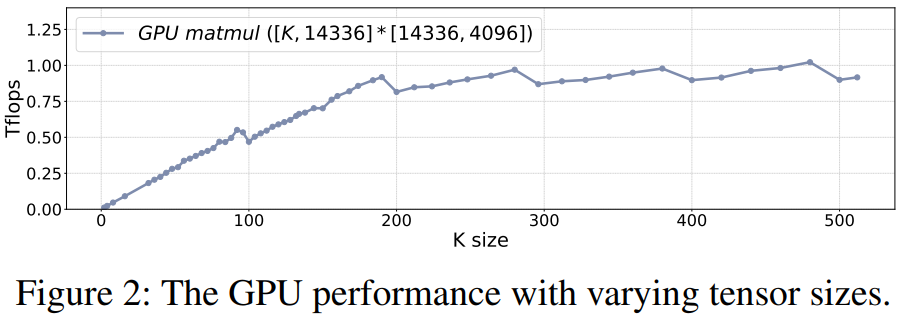 GPU matmul ([K, 14336]*[14336, 4096])
1.25
1.00
0.75
0.50
0.25
0.00
Tflops
0 100 200 300 400 500
K size
Figure 2: The GPU performance with varying tensor sizes.